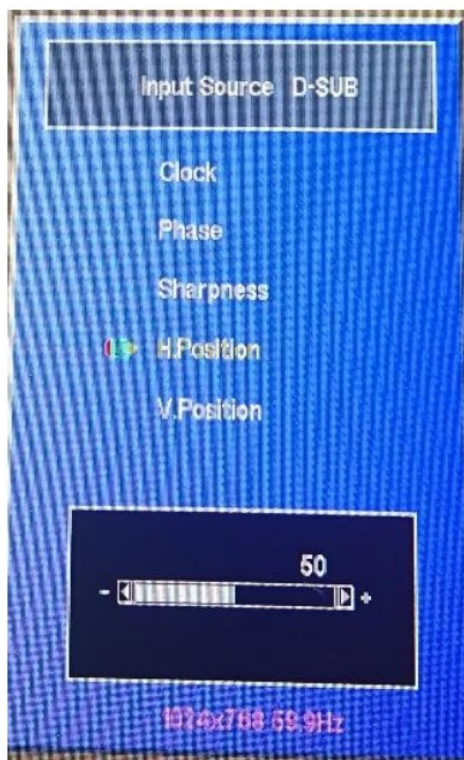 Input Source D-SUB
Clock
Phase
Sharpness
H.Position
V.Position
50
- +
1024x768 59.9Hz